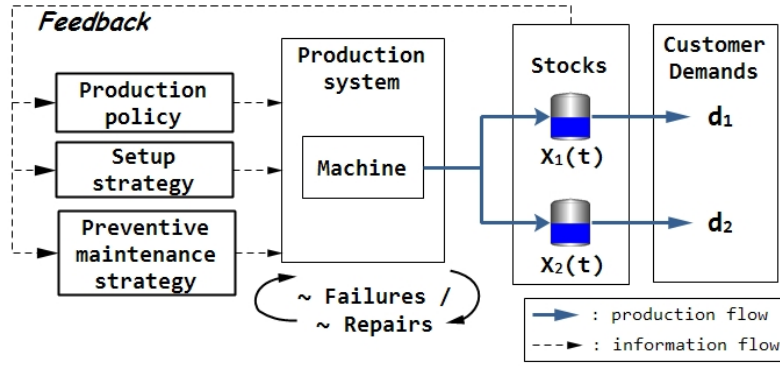 Feedback
Production
policy
Setup
strategy
Preventive
maintenance
strategy
Production
system
Machine
~ Failures /
~ Repairs
Stocks
X₁(t)
X₂(t)
Customer
Demands
d₁
d₂
: production flow
: information flow